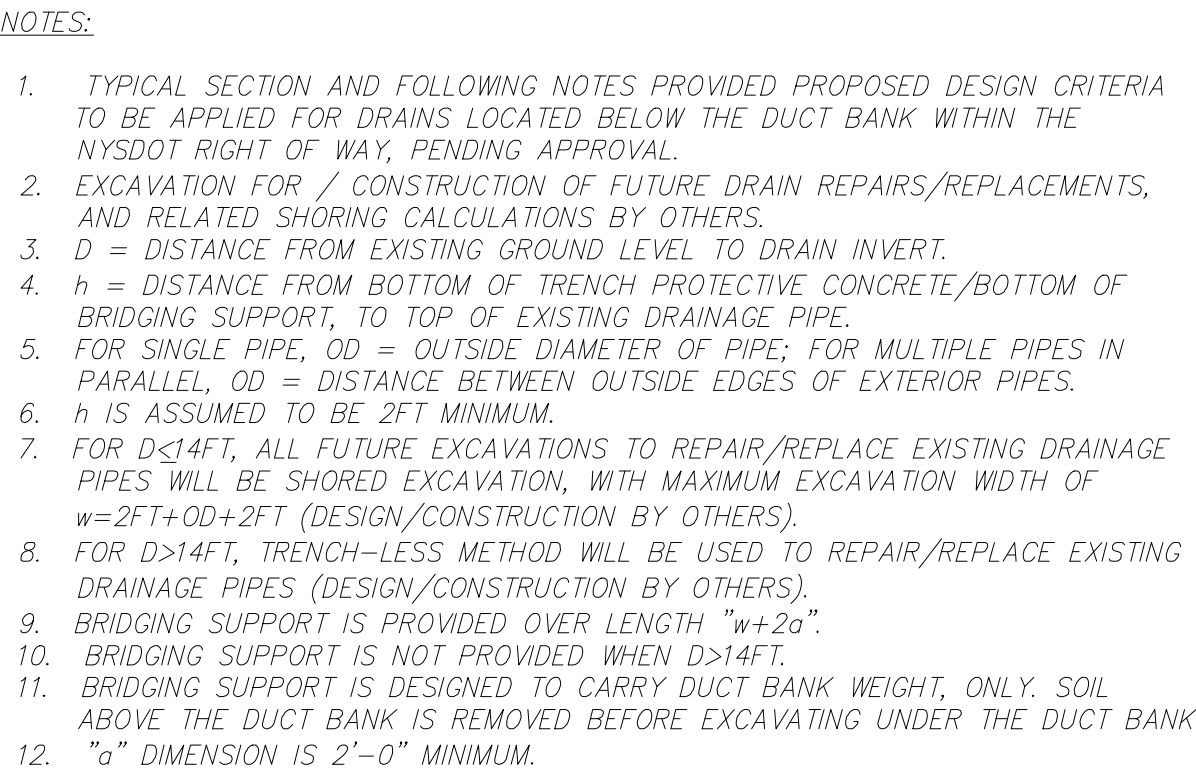 NOTES:
1. TYPICAL SECTION AND FOLLOWING NOTES PROVIDED PROPOSED DESIGN CRITERIA
TO BE APPLIED FOR DRAINS LOCATED BELOW THE DUCT BANK WITHIN THE
NYSDOT RIGHT OF WAY, PENDING APPROVAL.
2. EXCAVATION FOR / CONSTRUCTION OF FUTURE DRAIN REPAIRS/REPLACEMENTS,
AND RELATED SHORING CALCULATIONS BY OTHERS.
3. D = DISTANCE FROM EXISTING GROUND LEVEL TO DRAIN INVERT.
4. h = DISTANCE FROM BOTTOM OF TRENCH PROTECTIVE CONCRETE/BOTTOM OF
BRIDGING SUPPORT, TO TOP OF EXISTING DRAINAGE PIPE.
5. FOR SINGLE PIPE, OD = OUTSIDE DIAMETER OF PIPE; FOR MULTIPLE PIPES IN
PARALLEL, OD = DISTANCE BETWEEN OUTSIDE EDGES OF EXTERIOR PIPES.
6. h IS ASSUMED TO BE 2FT MINIMUM.
7. FOR D≤14FT, ALL FUTURE EXCAVATIONS TO REPAIR/REPLACE EXISTING DRAINAGE
PIPES WILL BE SHORED EXCAVATION, WITH MAXIMUM EXCAVATION WIDTH OF
w=2FT+OD+2FT (DESIGN/CONSTRUCTION BY OTHERS).
8. FOR D>14FT, TRENCH-LESS METHOD WILL BE USED TO REPAIR/REPLACE EXISTING
DRAINAGE PIPES (DESIGN/CONSTRUCTION BY OTHERS).
9. BRIDGING SUPPORT IS PROVIDED OVER LENGTH "w+2a".
10. BRIDGING SUPPORT IS NOT PROVIDED WHEN D>14FT.
11. BRIDGING SUPPORT IS DESIGNED TO CARRY DUCT BANK WEIGHT, ONLY. SOIL
ABOVE THE DUCT BANK IS REMOVED BEFORE EXCAVATING UNDER THE DUCT BANK
12. "a" DIMENSION IS 2'-0" MINIMUM.